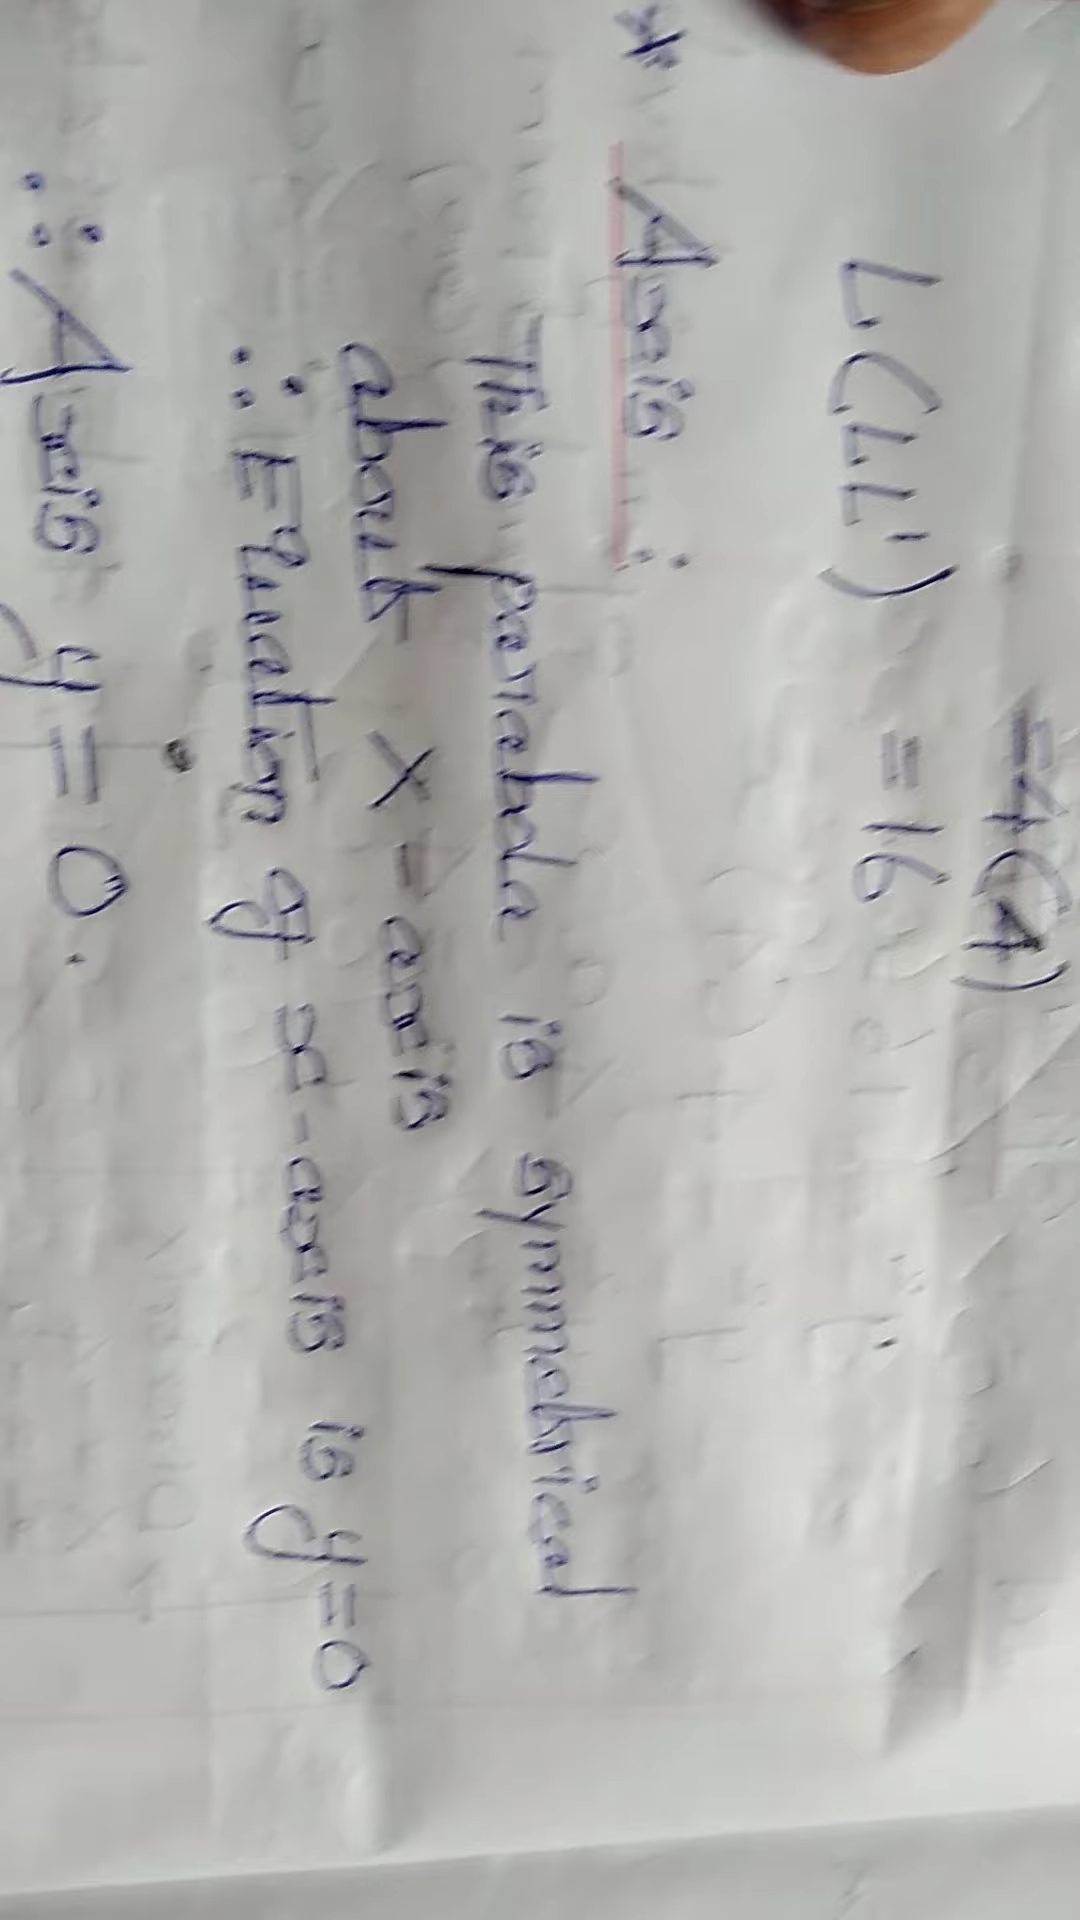 =4(4)
L(LL') = 16
* Axis :
This parabola is symmetrical
about X-axis
∴ Equation of x-axis is y=0
∴ Axis y = 0.